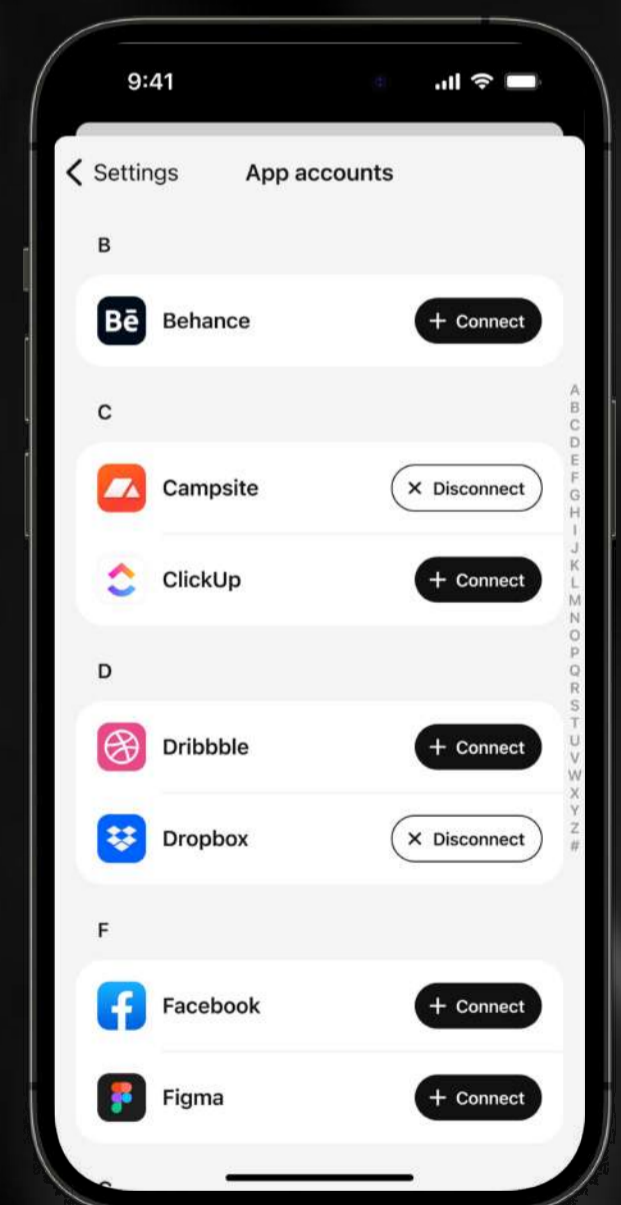 9:41
Settings App accounts
B
Bē Behance + Connect
C
Campsite × Disconnect
ClickUp + Connect
D
Dribbble + Connect
Dropbox × Disconnect
F
Facebook + Connect
Figma + Connect
A
B
C
D
E
F
G
H
I
J
K
L
M
N
O
P
Q
R
S
T
U
V
W
X
Y
Z
#